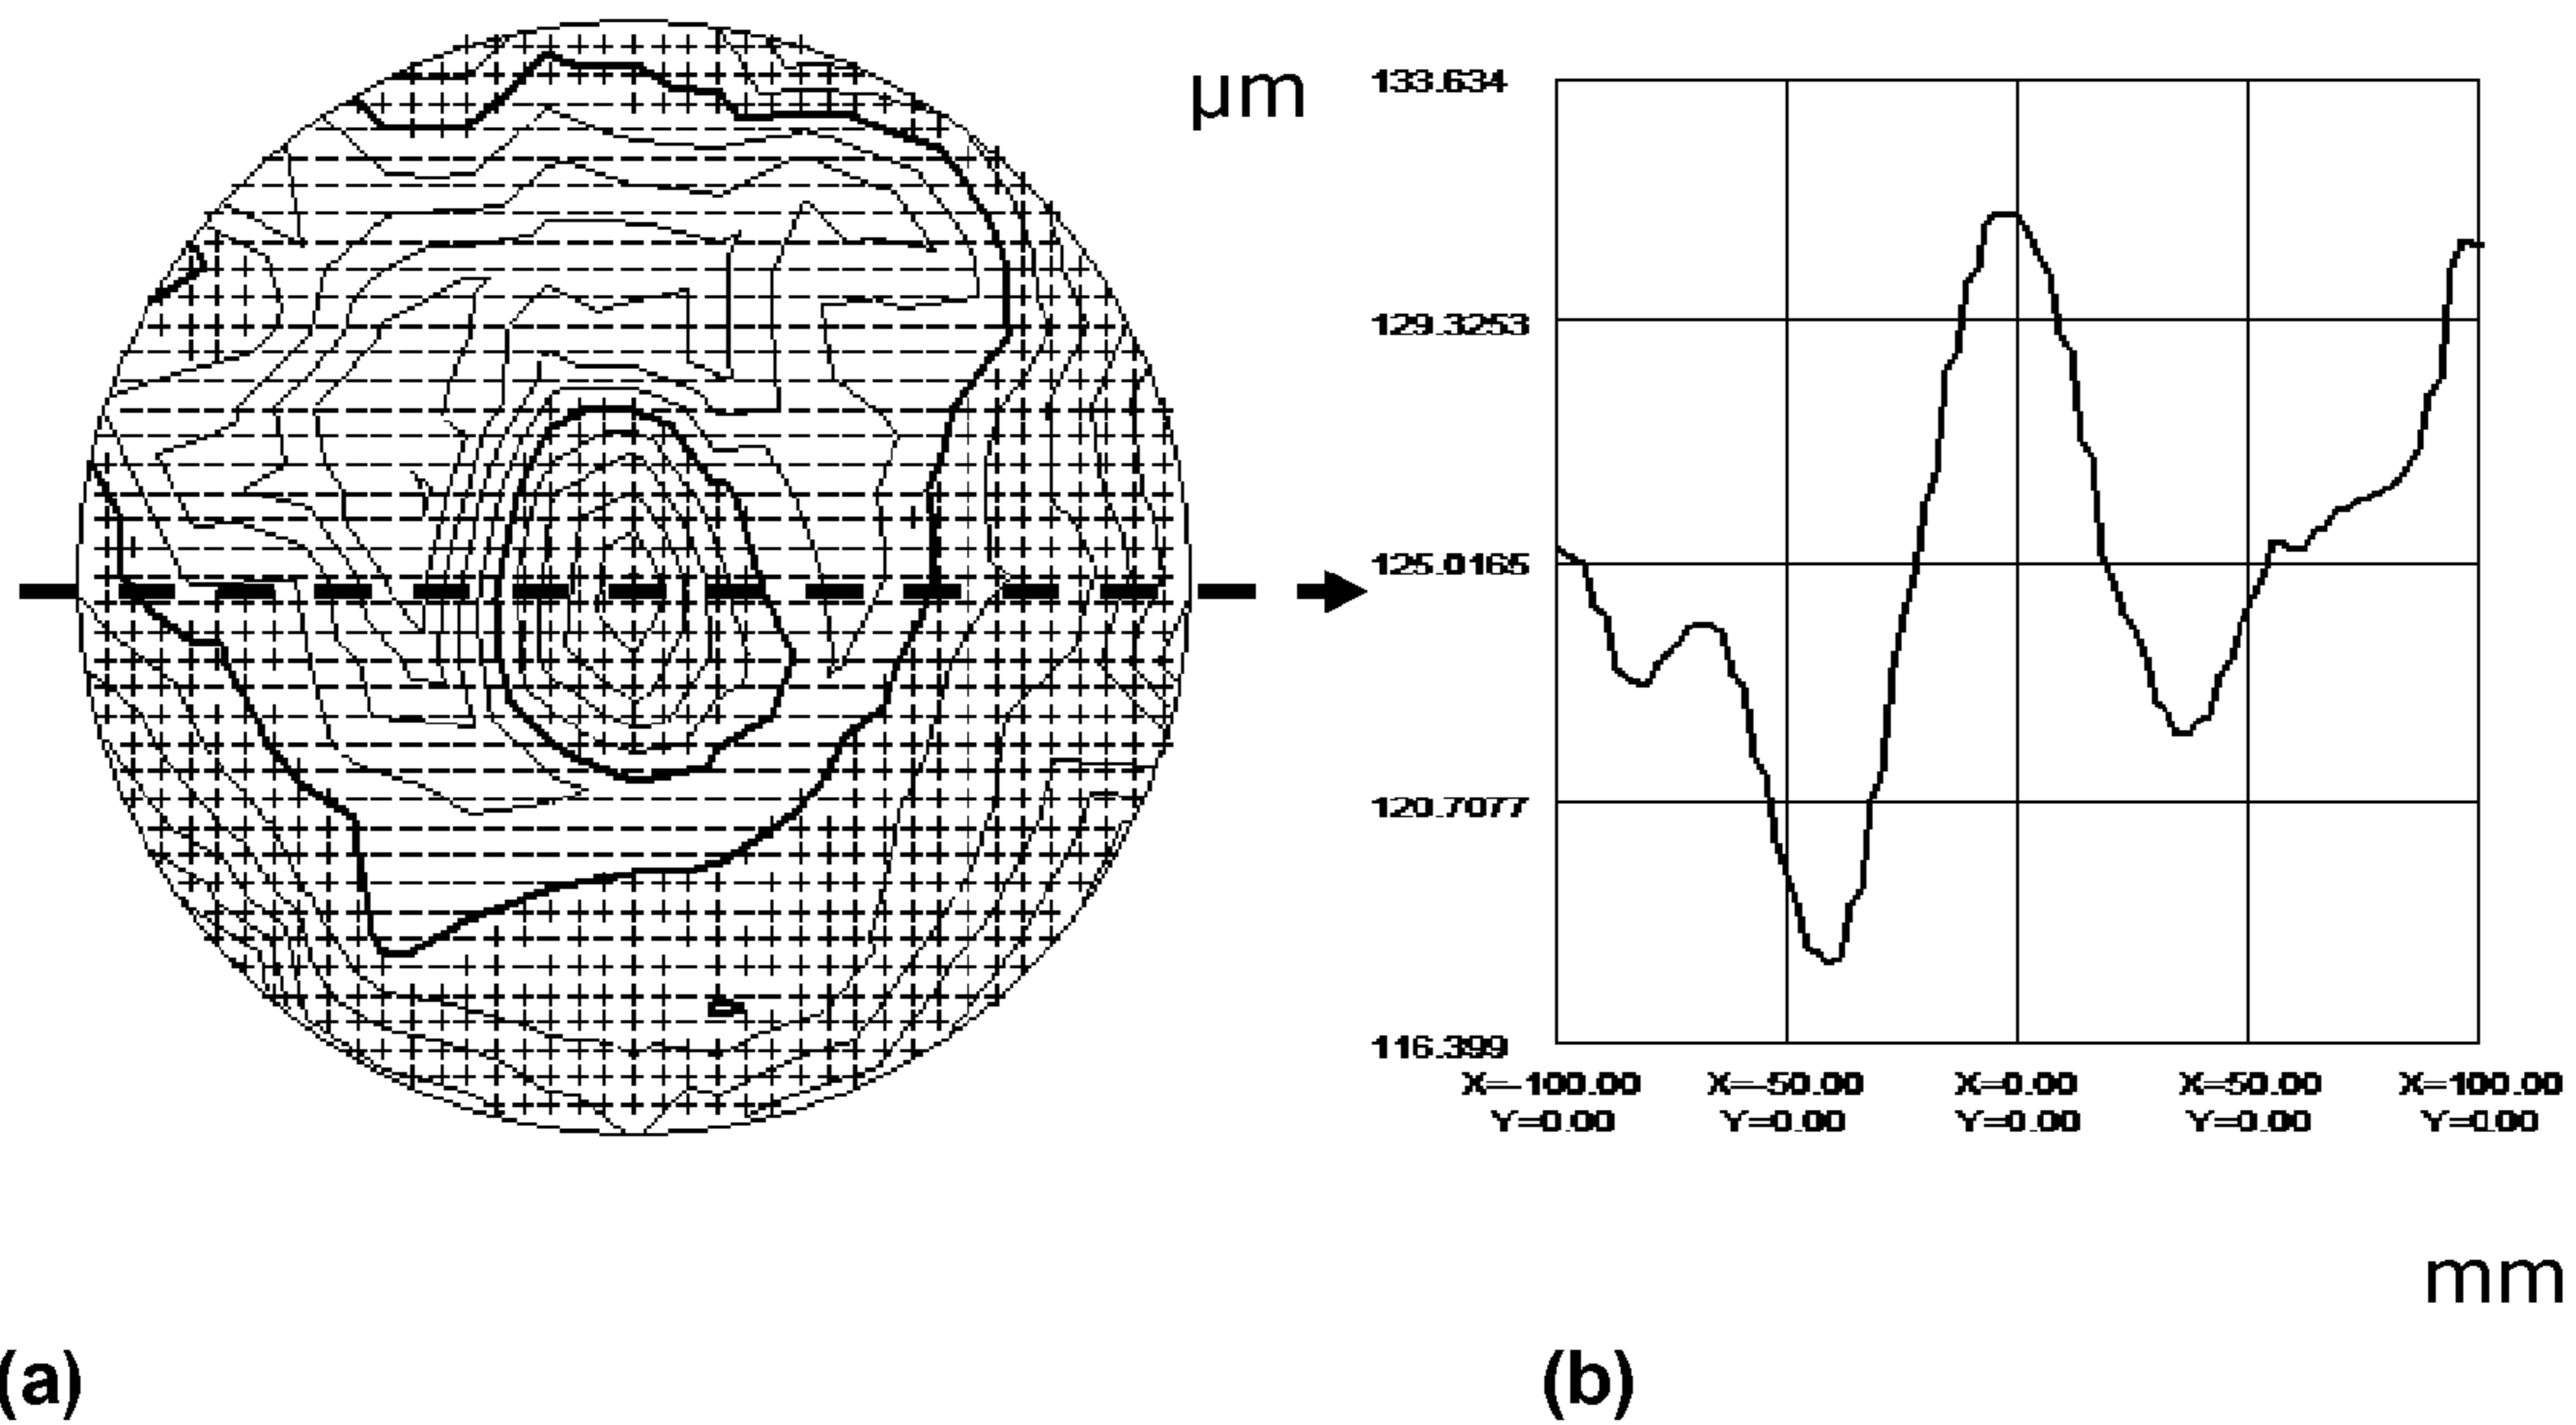 µm
133.634
129.3253
125.0165
120.7077
116.399
X=-100.00 X=-50.00 X=0.00 X=50.00 X=100.00
Y=0.00 Y=0.00 Y=0.00 Y=0.00 Y=0.00
mm
(a) (b)